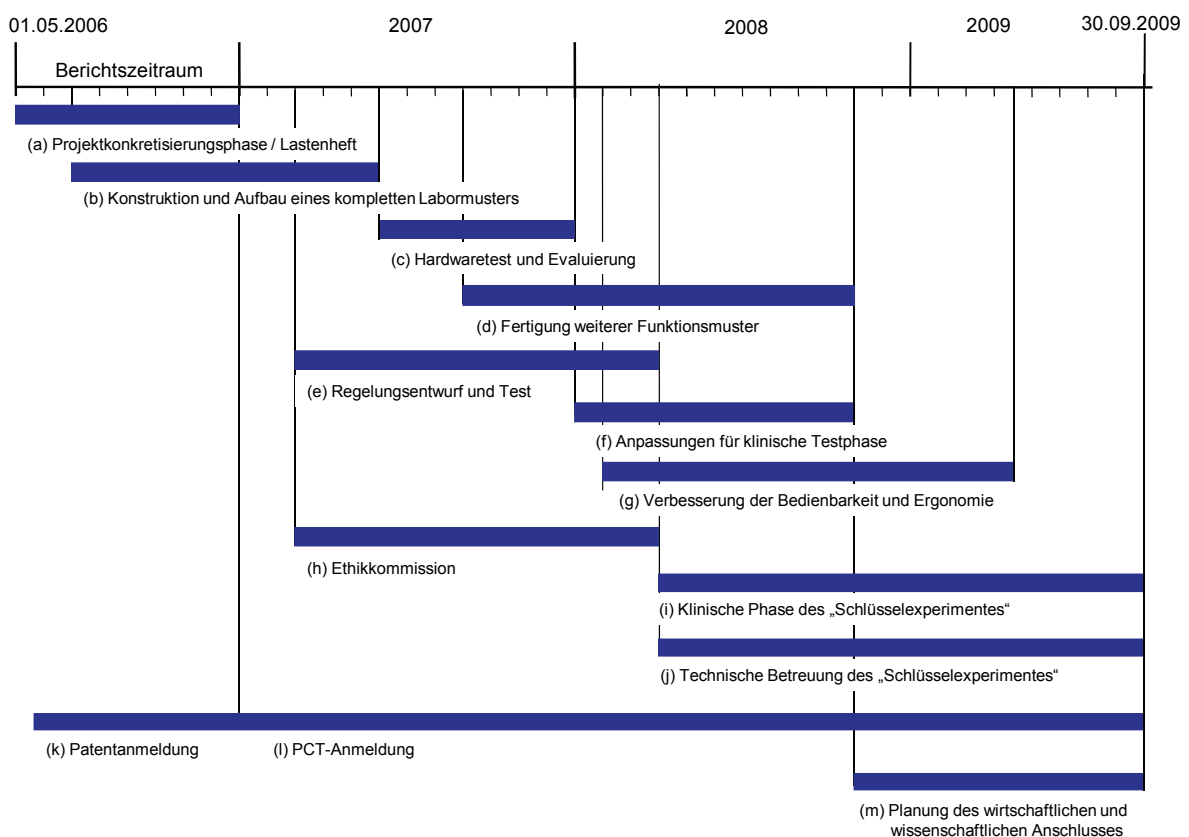 01.05.2006
2007
2008
2009
30.09.2009
Berichtszeitraum
(a) Projektkonkretisierungsphase / Lastenheft
(b) Konstruktion und Aufbau eines kompletten Labormusters
(c) Hardwaretest und Evaluierung
(d) Fertigung weiterer Funktionsmuster
(e) Regelungsentwurf und Test
(f) Anpassungen für klinische Testphase
(g) Verbesserung der Bedienbarkeit und Ergonomie
(h) Ethikkommission
(i) Klinische Phase des „Schlüsselexperimentes“
(j) Technische Betreuung des „Schlüsselexperimentes“
(k) Patentanmeldung
(l) PCT-Anmeldung
(m) Planung des wirtschaftlichen und
wissenschaftlichen Anschlusses